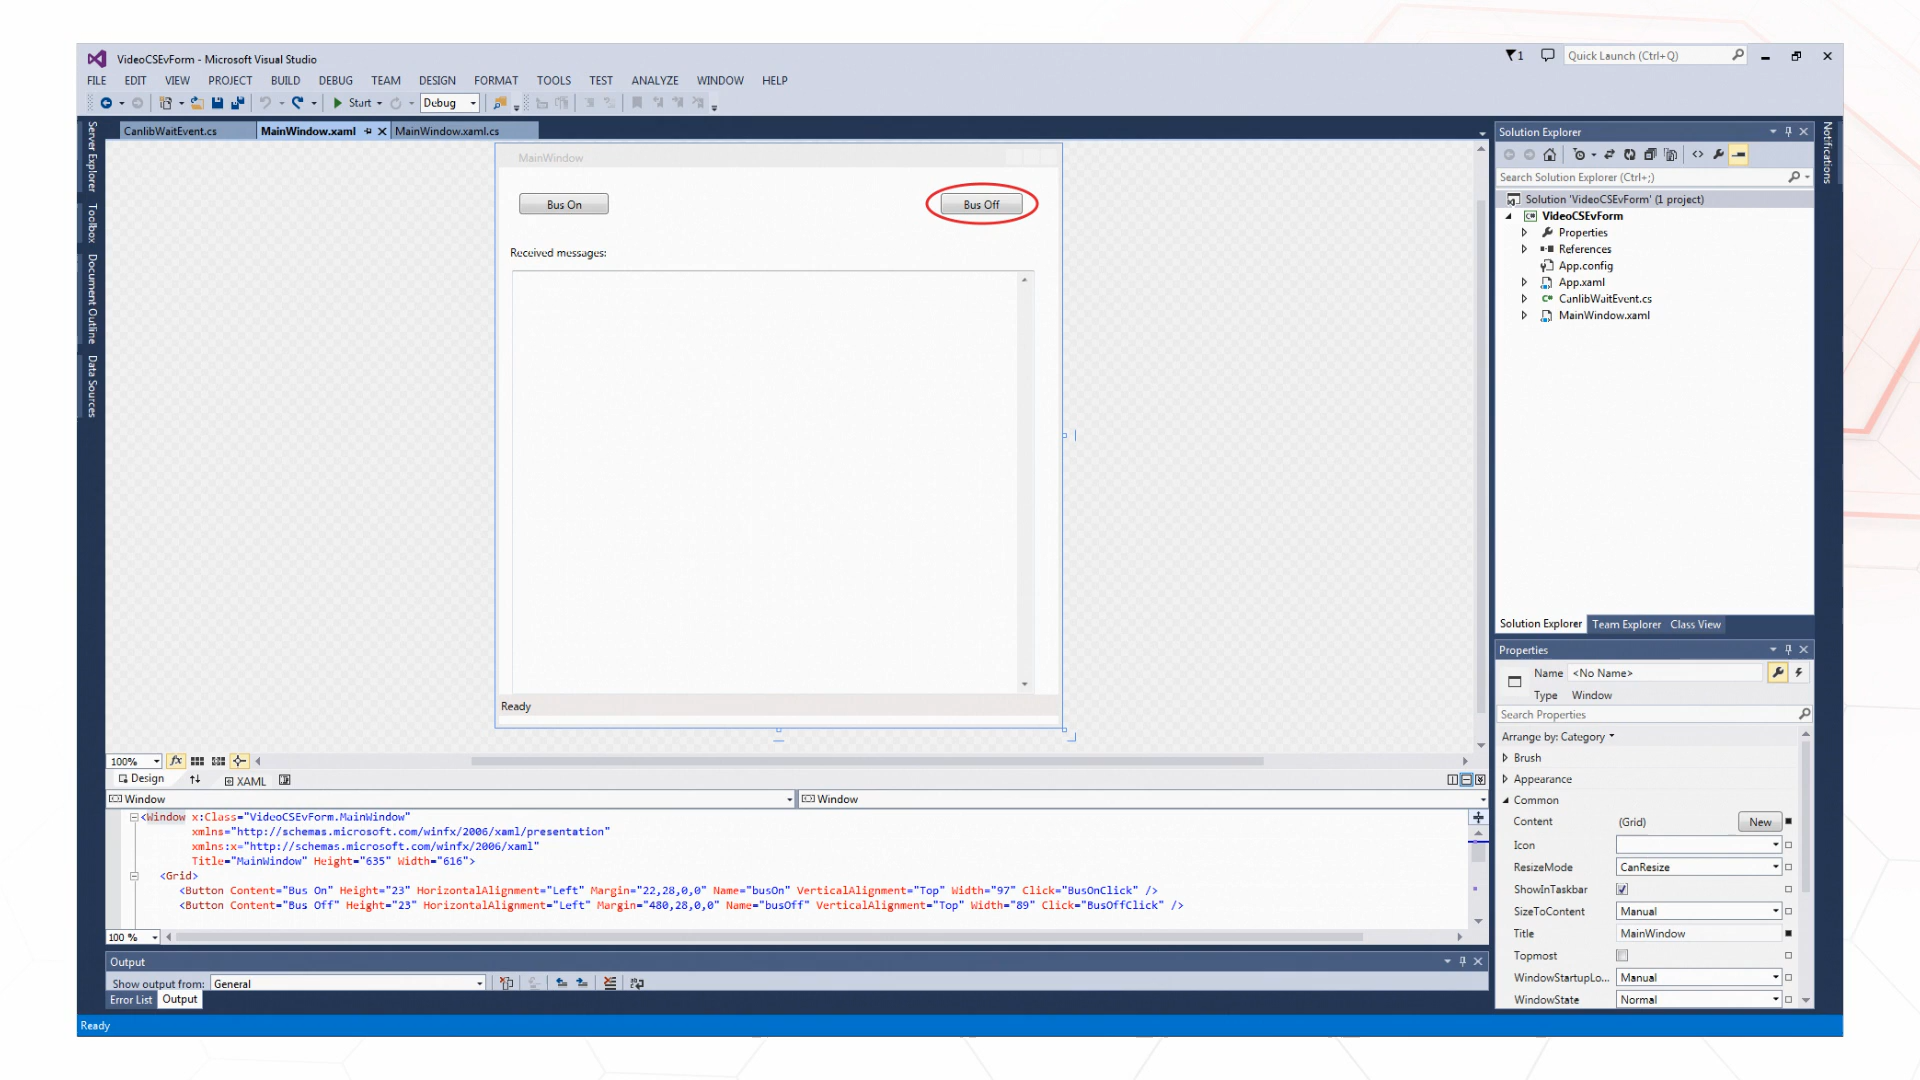 VideoCSEvForm - Microsoft Visual Studio
1
Quick Launch (Ctrl+Q)
FILE EDIT VIEW PROJECT BUILD DEBUG TEAM DESIGN FORMAT TOOLS TEST ANALYZE WINDOW HELP
Start Debug
Server Explorer
Toolbox
Document Outline
Data Sources
CanlibWaitEvent.cs MainWindow.xaml MainWindow.xaml.cs
MainWindow
Bus On Bus Off
Received messages:
Ready
100%
Design XAML
Window Window
<Window x:Class="VideoCSEvForm.MainWindow"
xmlns="http://schemas.microsoft.com/winfx/2006/xaml/presentation"
xmlns:x="http://schemas.microsoft.com/winfx/2006/xaml"
Title="MainWindow" Height="635" Width="616">
<Grid>
<Button Content="Bus On" Height="23" HorizontalAlignment="Left" Margin="22,28,0,0" Name="busOn" VerticalAlignment="Top" Width="97" Click="BusOnClick" />
<Button Content="Bus Off" Height="23" HorizontalAlignment="Left" Margin="480,28,0,0" Name="busOff" VerticalAlignment="Top" Width="89" Click="BusOffClick" />
100 %
Output
Show output from: General
Error List Output
Ready
Solution Explorer
Search Solution Explorer (Ctrl+;)
Solution 'VideoCSEvForm' (1 project)
VideoCSEvForm
Properties
References
App.config
App.xaml
CanlibWaitEvent.cs
MainWindow.xaml
Solution Explorer Team Explorer Class View
Properties
Name <No Name>
Type Window
Search Properties
Arrange by: Category
Brush
Appearance
Common
Content (Grid) New
Icon
ResizeMode CanResize
ShowInTaskbar
SizeToContent Manual
Title MainWindow
Topmost
WindowStartupLo... Manual
WindowState Normal
Notifications